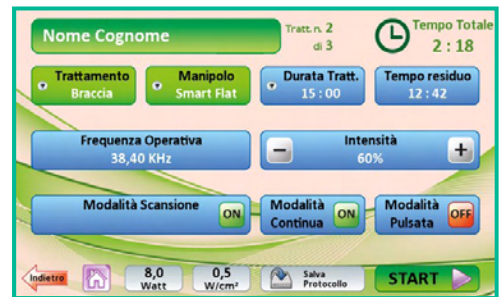 Nome Cognome
Tratt. n. 2
di 3
Tempo Totale
2 : 18
Trattamento
Braccia
Manipolo
Smart Flat
Durata Tratt.
15 : 00
Tempo residuo
12 : 42
Frequenza Operativa
38,40 KHz
−
Intensità
60%
+
Modalità Scansione
ON
Modalità
Continua
ON
Modalità
Pulsata
OFF
Indietro
8,0
Watt
0,5
W/cm²
Salva
Protocollo
START